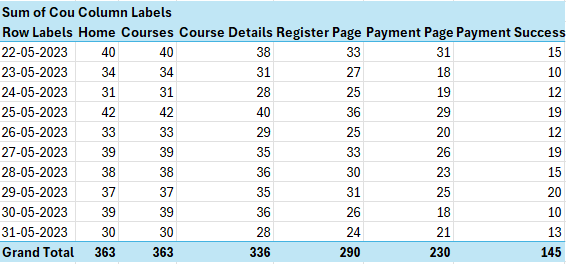 Sum of Cou Column Labels
Row Labels Home Courses Course Details Register Page Payment Page Payment Success
22-05-2023 40 40 38 33 31 15
23-05-2023 34 34 31 27 18 10
24-05-2023 31 31 28 25 19 12
25-05-2023 42 42 40 36 29 19
26-05-2023 33 33 29 25 20 12
27-05-2023 39 39 35 33 26 19
28-05-2023 38 38 36 30 23 15
29-05-2023 37 37 35 31 25 20
30-05-2023 39 39 36 26 18 10
31-05-2023 30 30 28 24 21 13
Grand Total 363 363 336 290 230 145